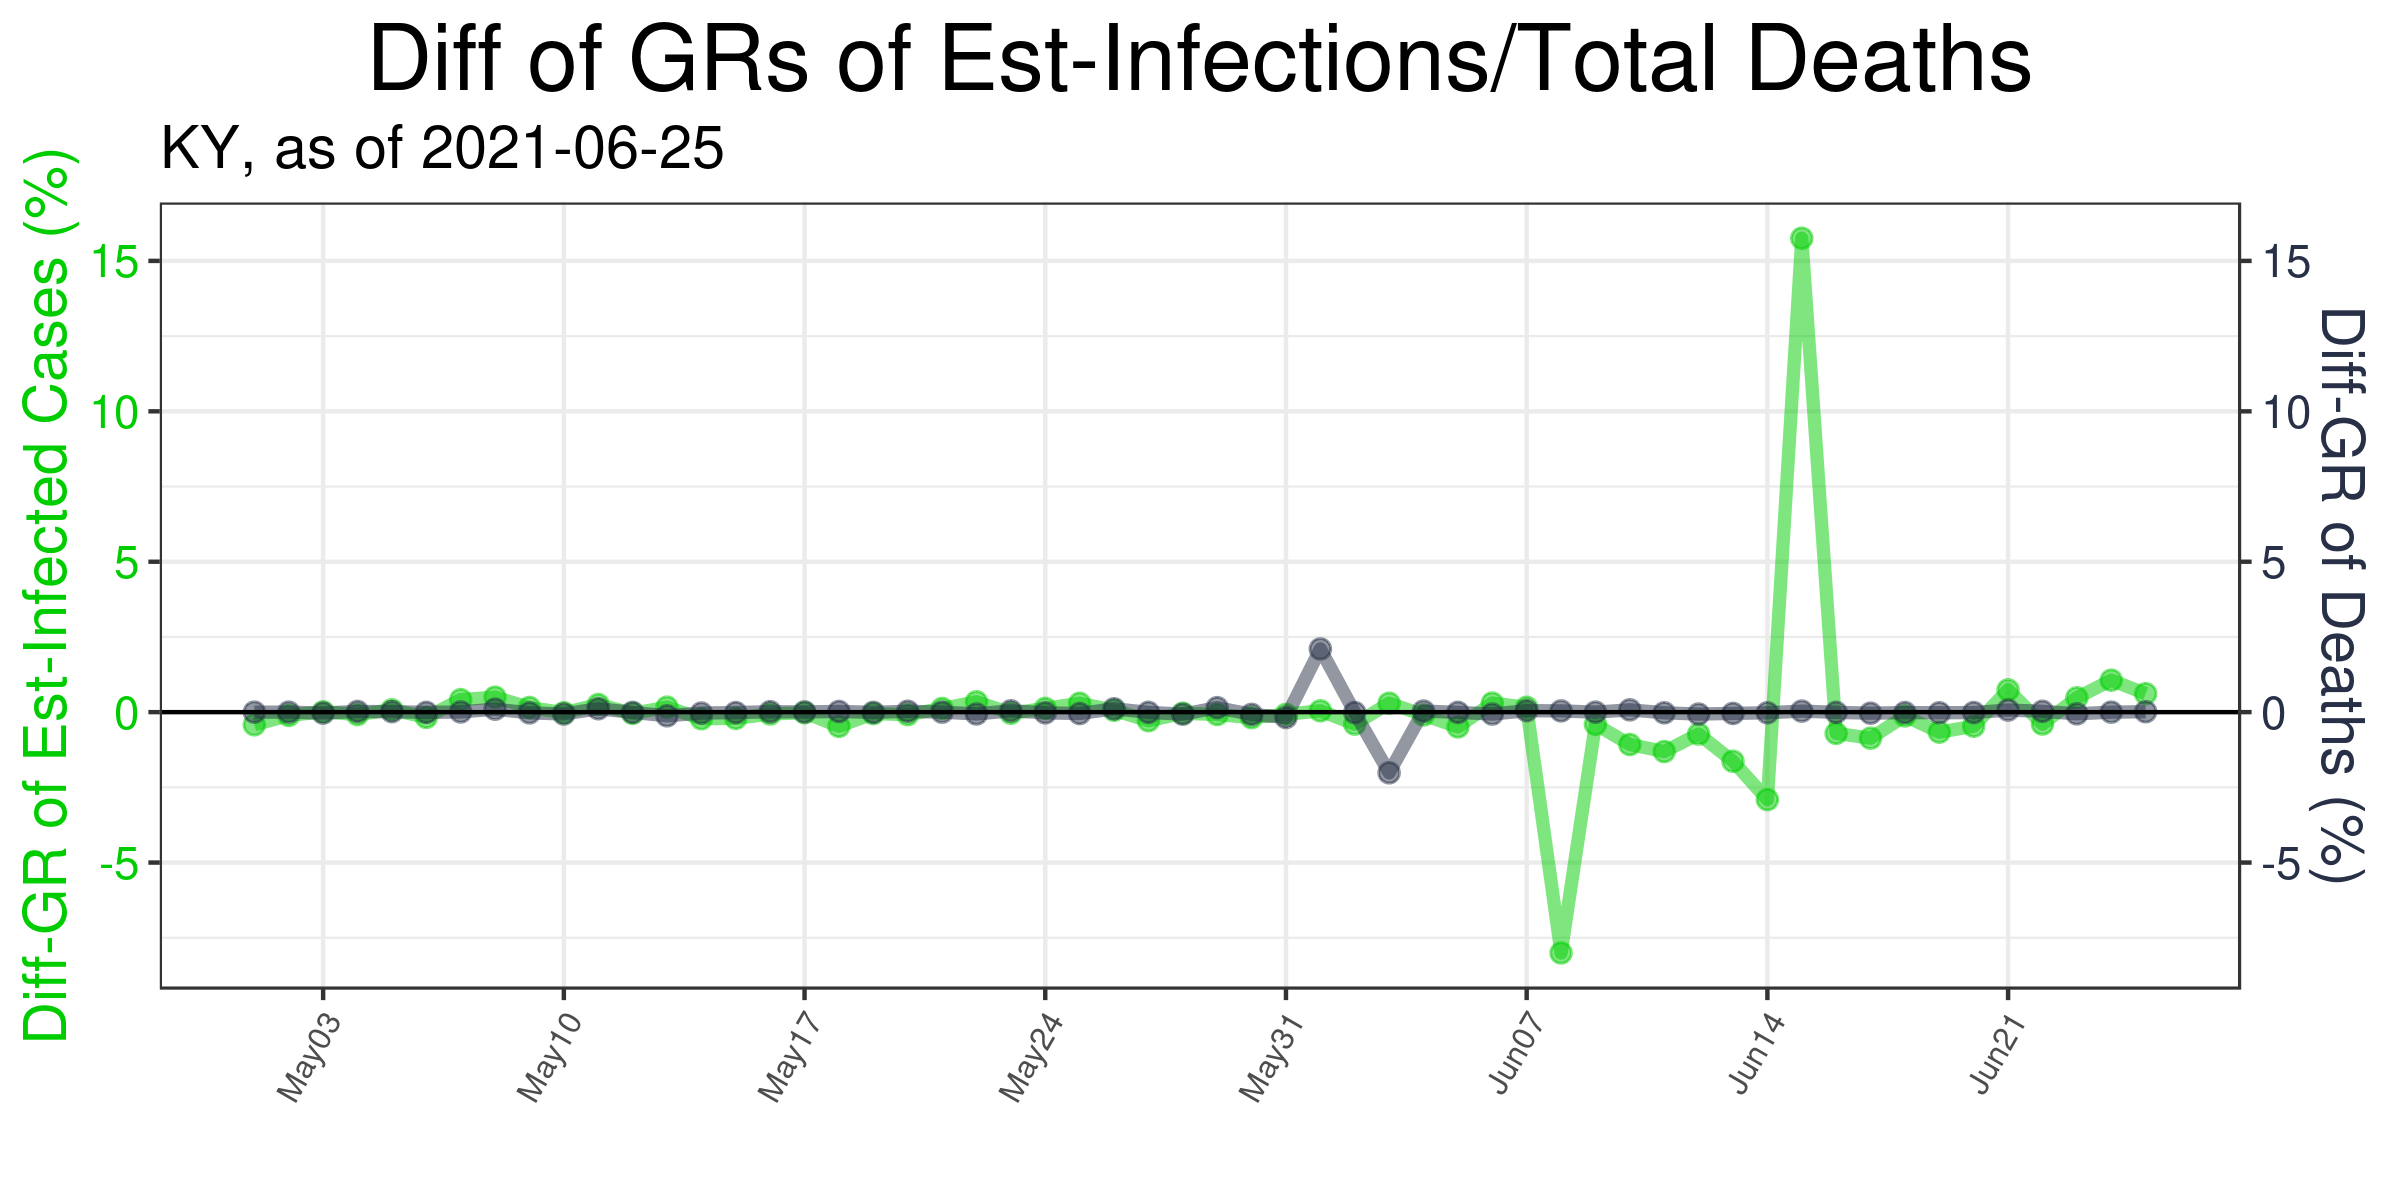 Diff of GRs of Est-Infections/Total Deaths
KY, as of 2021-06-25
Diff-GR of Est-Infected Cases (%)
15
10
5
0
-5
15
10
5
0
-5
Diff-GR of Deaths (%)
May03
May10
May17
May24
May31
Jun07
Jun14
Jun21